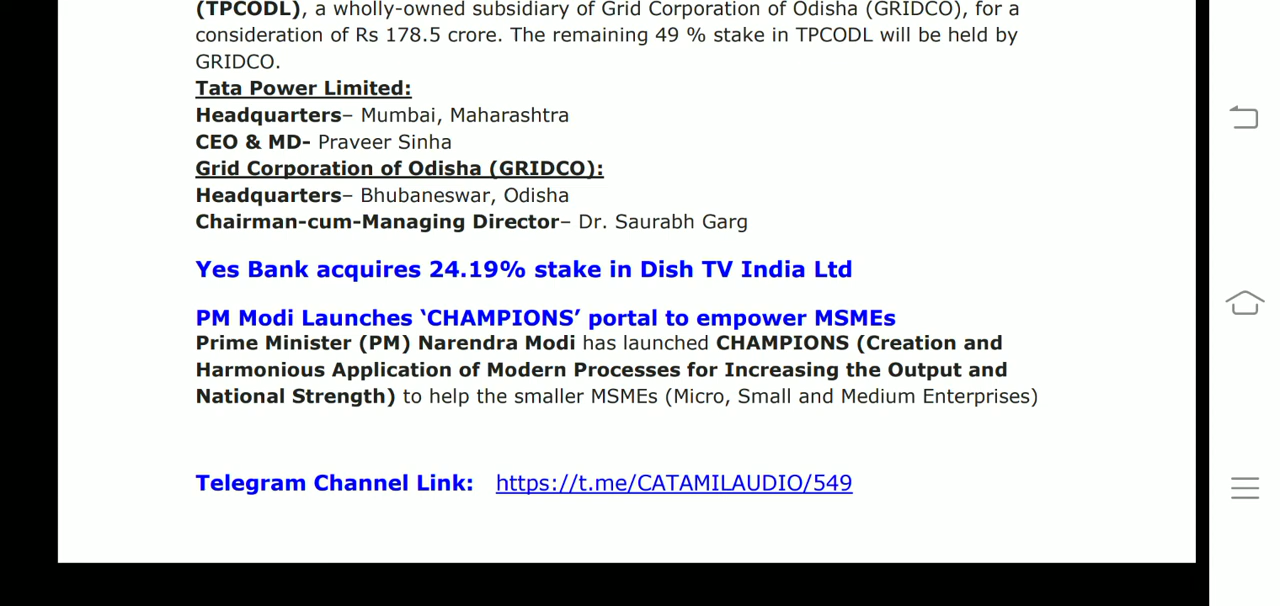 (TPCODL), a wholly-owned subsidiary of Grid Corporation of Odisha (GRIDCO), for a
consideration of Rs 178.5 crore. The remaining 49 % stake in TPCODL will be held by
GRIDCO.
Tata Power Limited:
Headquarters– Mumbai, Maharashtra
CEO & MD- Praveer Sinha
Grid Corporation of Odisha (GRIDCO):
Headquarters– Bhubaneswar, Odisha
Chairman-cum-Managing Director– Dr. Saurabh Garg
Yes Bank acquires 24.19% stake in Dish TV India Ltd
PM Modi Launches ‘CHAMPIONS’ portal to empower MSMEs
Prime Minister (PM) Narendra Modi has launched CHAMPIONS (Creation and
Harmonious Application of Modern Processes for Increasing the Output and
National Strength) to help the smaller MSMEs (Micro, Small and Medium Enterprises)
Telegram Channel Link: https://t.me/CATAMILAUDIO/549